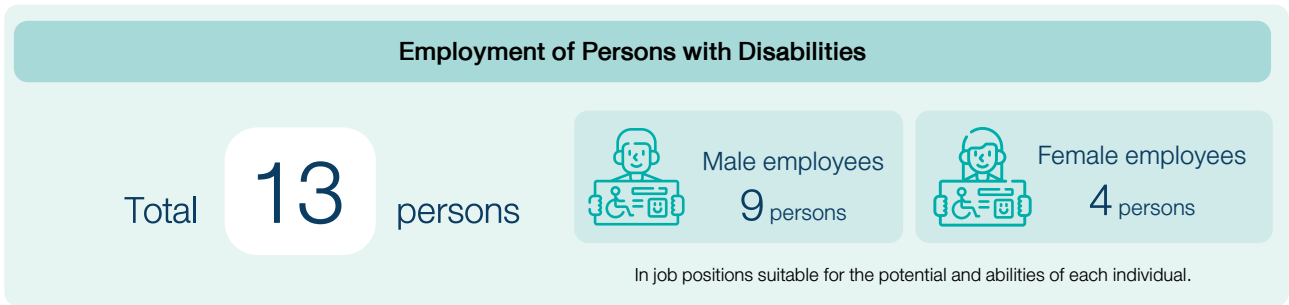 Employment of Persons with Disabilities
Total 13 persons
Male employees
9 persons
Female employees
4 persons
In job positions suitable for the potential and abilities of each individual.